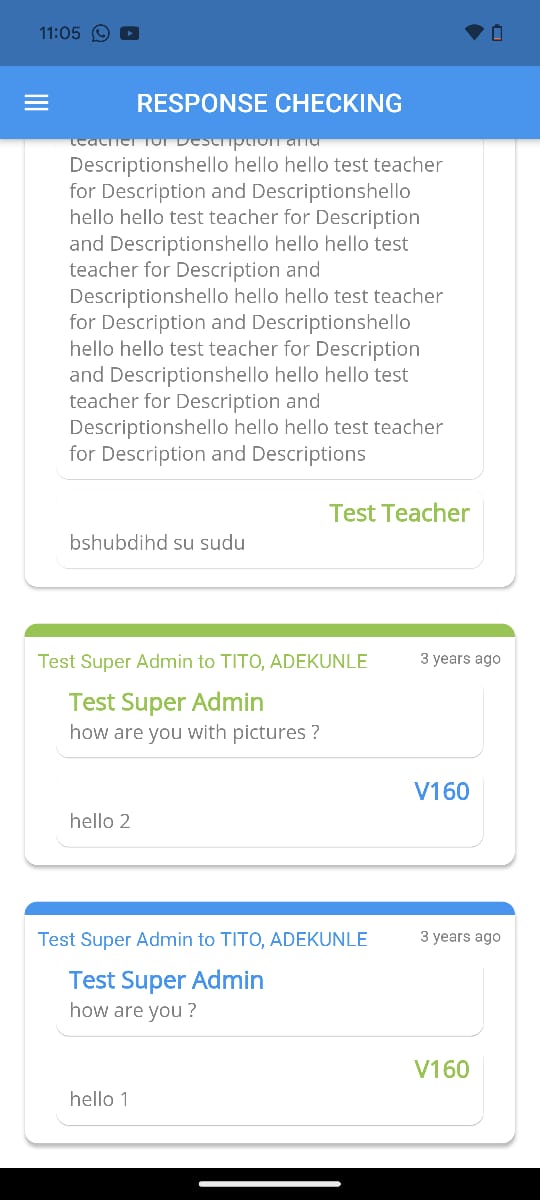 11:05
RESPONSE CHECKING
teacher for Description and
Descriptionshello hello hello test teacher
for Description and Descriptionshello
hello hello test teacher for Description
and Descriptionshello hello hello test
teacher for Description and
Descriptionshello hello hello test teacher
for Description and Descriptionshello
hello hello test teacher for Description
and Descriptionshello hello hello test
teacher for Description and
Descriptionshello hello hello test teacher
for Description and Descriptions
Test Teacher
bshubdihd su sudu
Test Super Admin to TITO, ADEKUNLE
3 years ago
Test Super Admin
how are you with pictures ?
V160
hello 2
Test Super Admin to TITO, ADEKUNLE
3 years ago
Test Super Admin
how are you ?
V160
hello 1